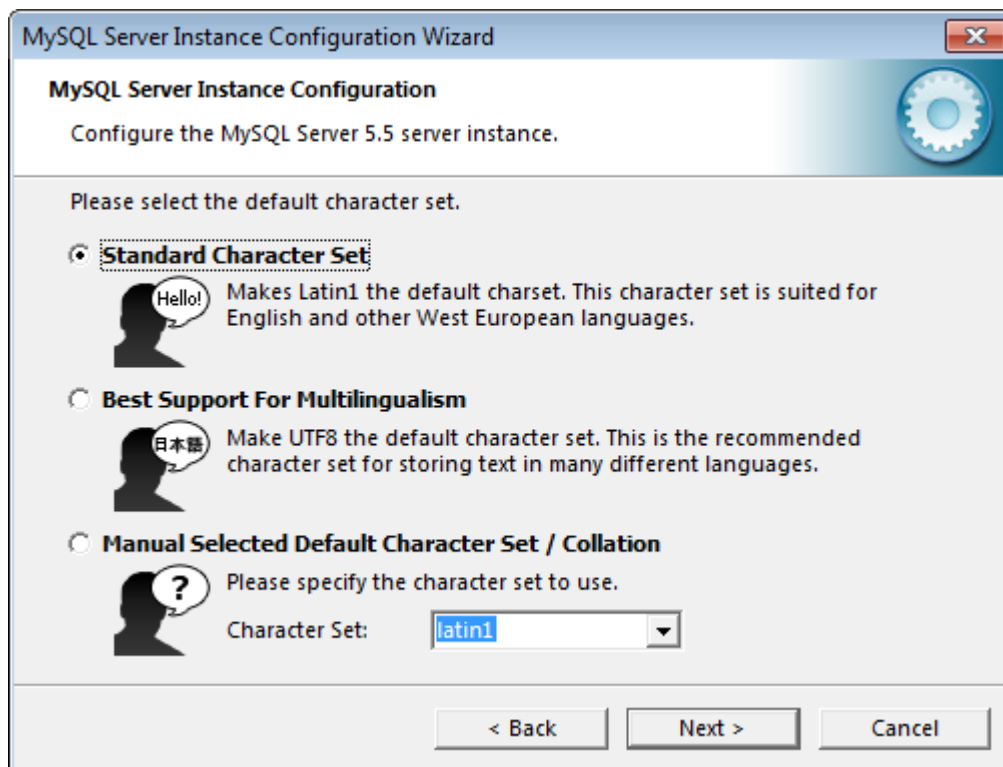 MySQL Server Instance Configuration Wizard
MySQL Server Instance Configuration
Configure the MySQL Server 5.5 server instance.
Please select the default character set.
Standard Character Set
Hello!
Makes Latin1 the default charset. This character set is suited for
English and other West European languages.
Best Support For Multilingualism
日本語
Make UTF8 the default character set. This is the recommended
character set for storing text in many different languages.
Manual Selected Default Character Set / Collation
?
Please specify the character set to use.
Character Set: latin1
< Back Next > Cancel